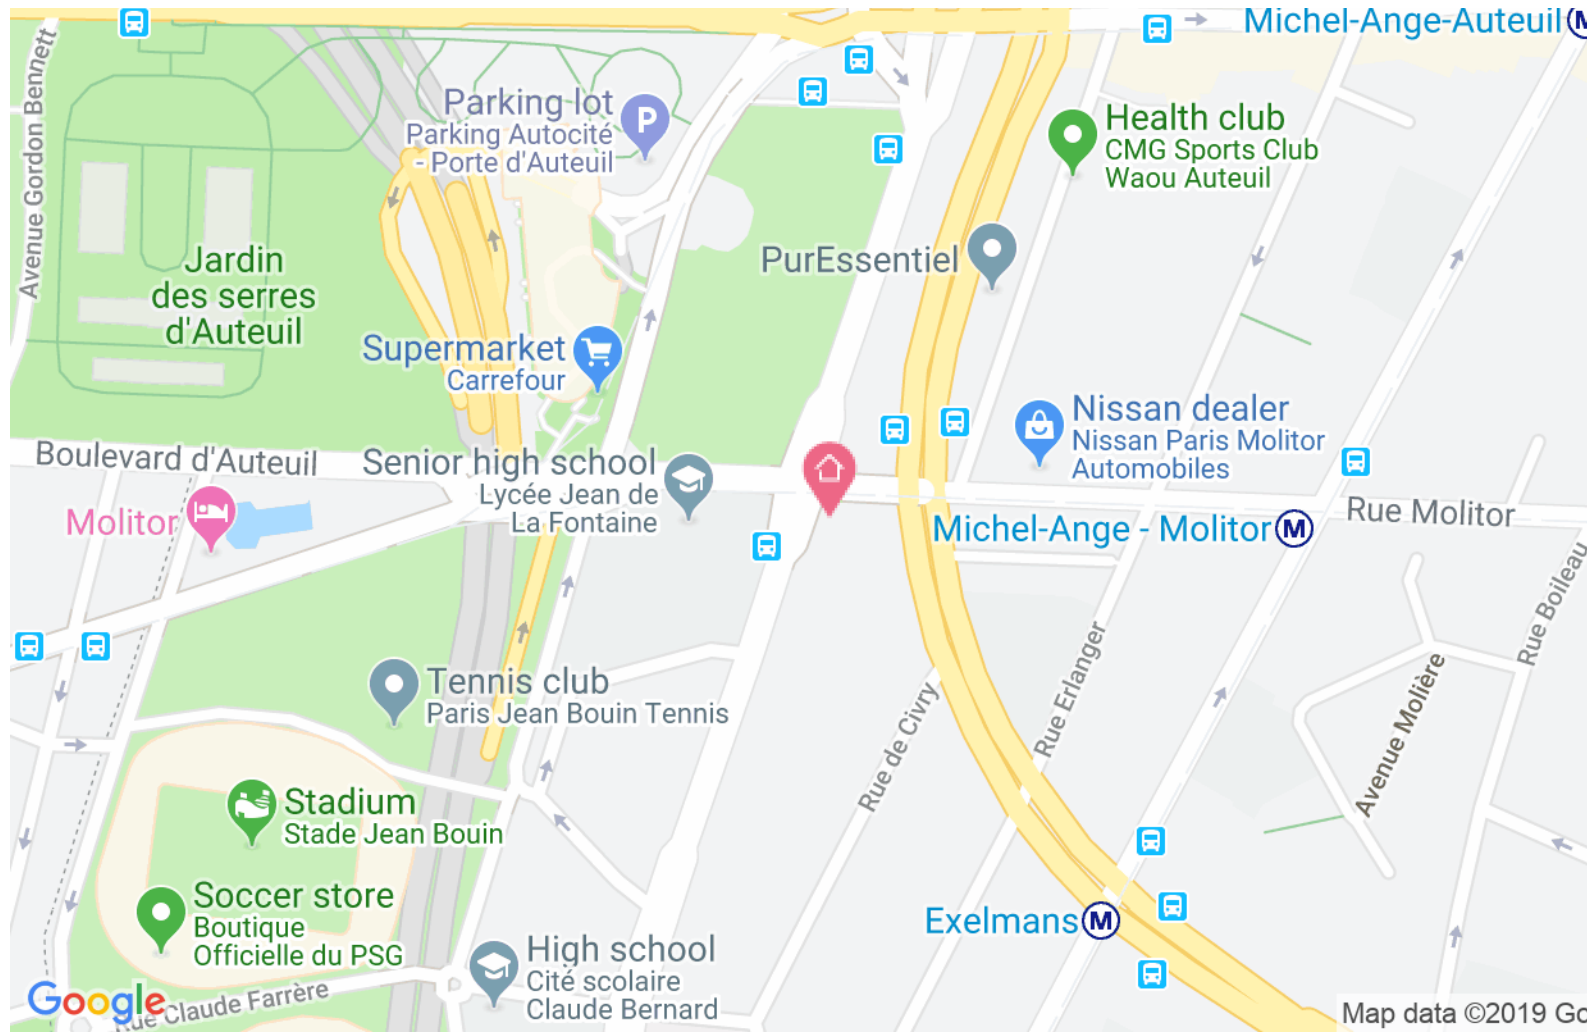 Michel-Ange-Auteuil M
Avenue Gordon Bennett
Parking lot
Parking Autocité
- Porte d'Auteuil
P
Health club
CMG Sports Club
Waou Auteuil
PurEssentiel
Jardin
des serres
d'Auteuil
Supermarket
Carrefour
Nissan dealer
Nissan Paris Molitor
Automobiles
Boulevard d'Auteuil
Senior high school
Lycée Jean de
La Fontaine
Molitor
Michel-Ange - Molitor M
Rue Molitor
Rue Boileau
Rue Erlanger
Avenue Molière
Rue de Civry
Tennis club
Paris Jean Bouin Tennis
Stadium
Stade Jean Bouin
Soccer store
Boutique
Officielle du PSG
Exelmans M
High school
Cité scolaire
Claude Bernard
Rue Claude Farrère
Google
Map data ©2019 Go